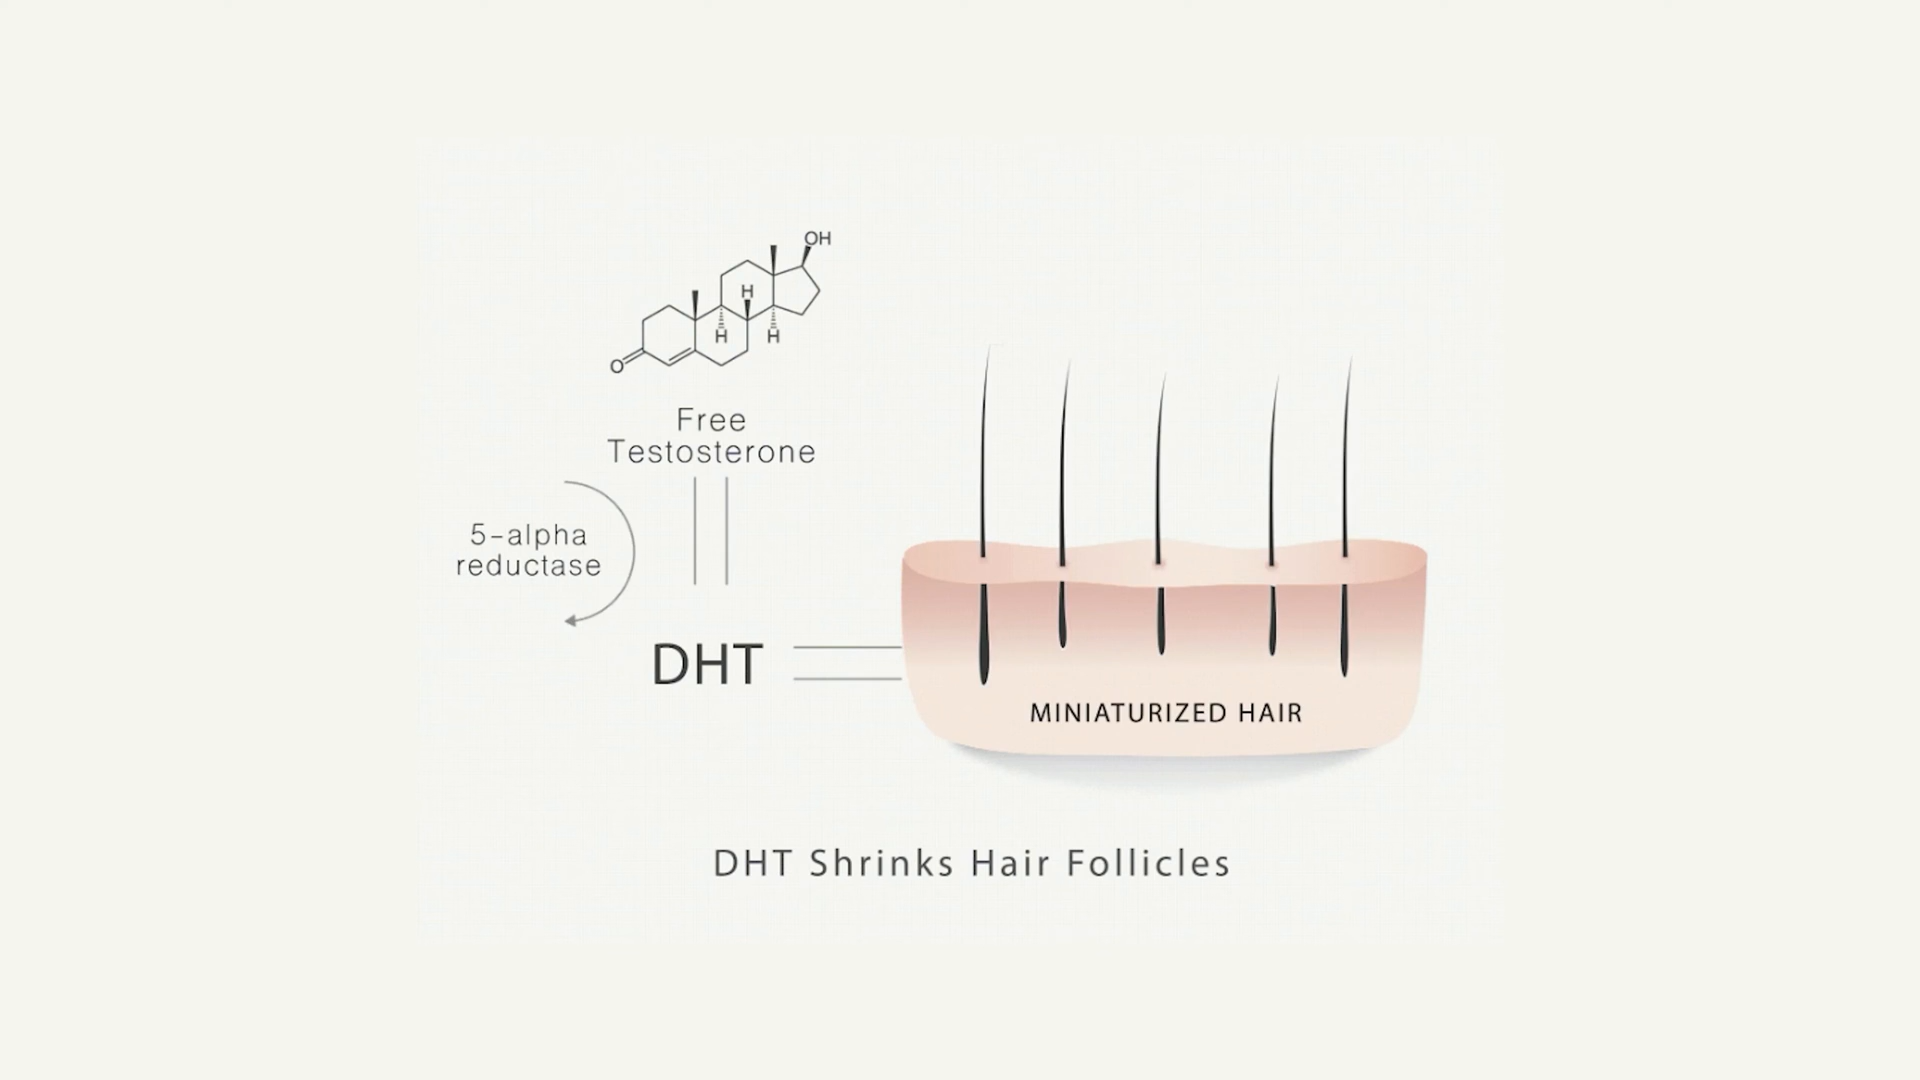 OH
H
H
H
O
Free
Testosterone
5-alpha
reductase
DHT
MINIATURIZED HAIR
DHT Shrinks Hair Follicles